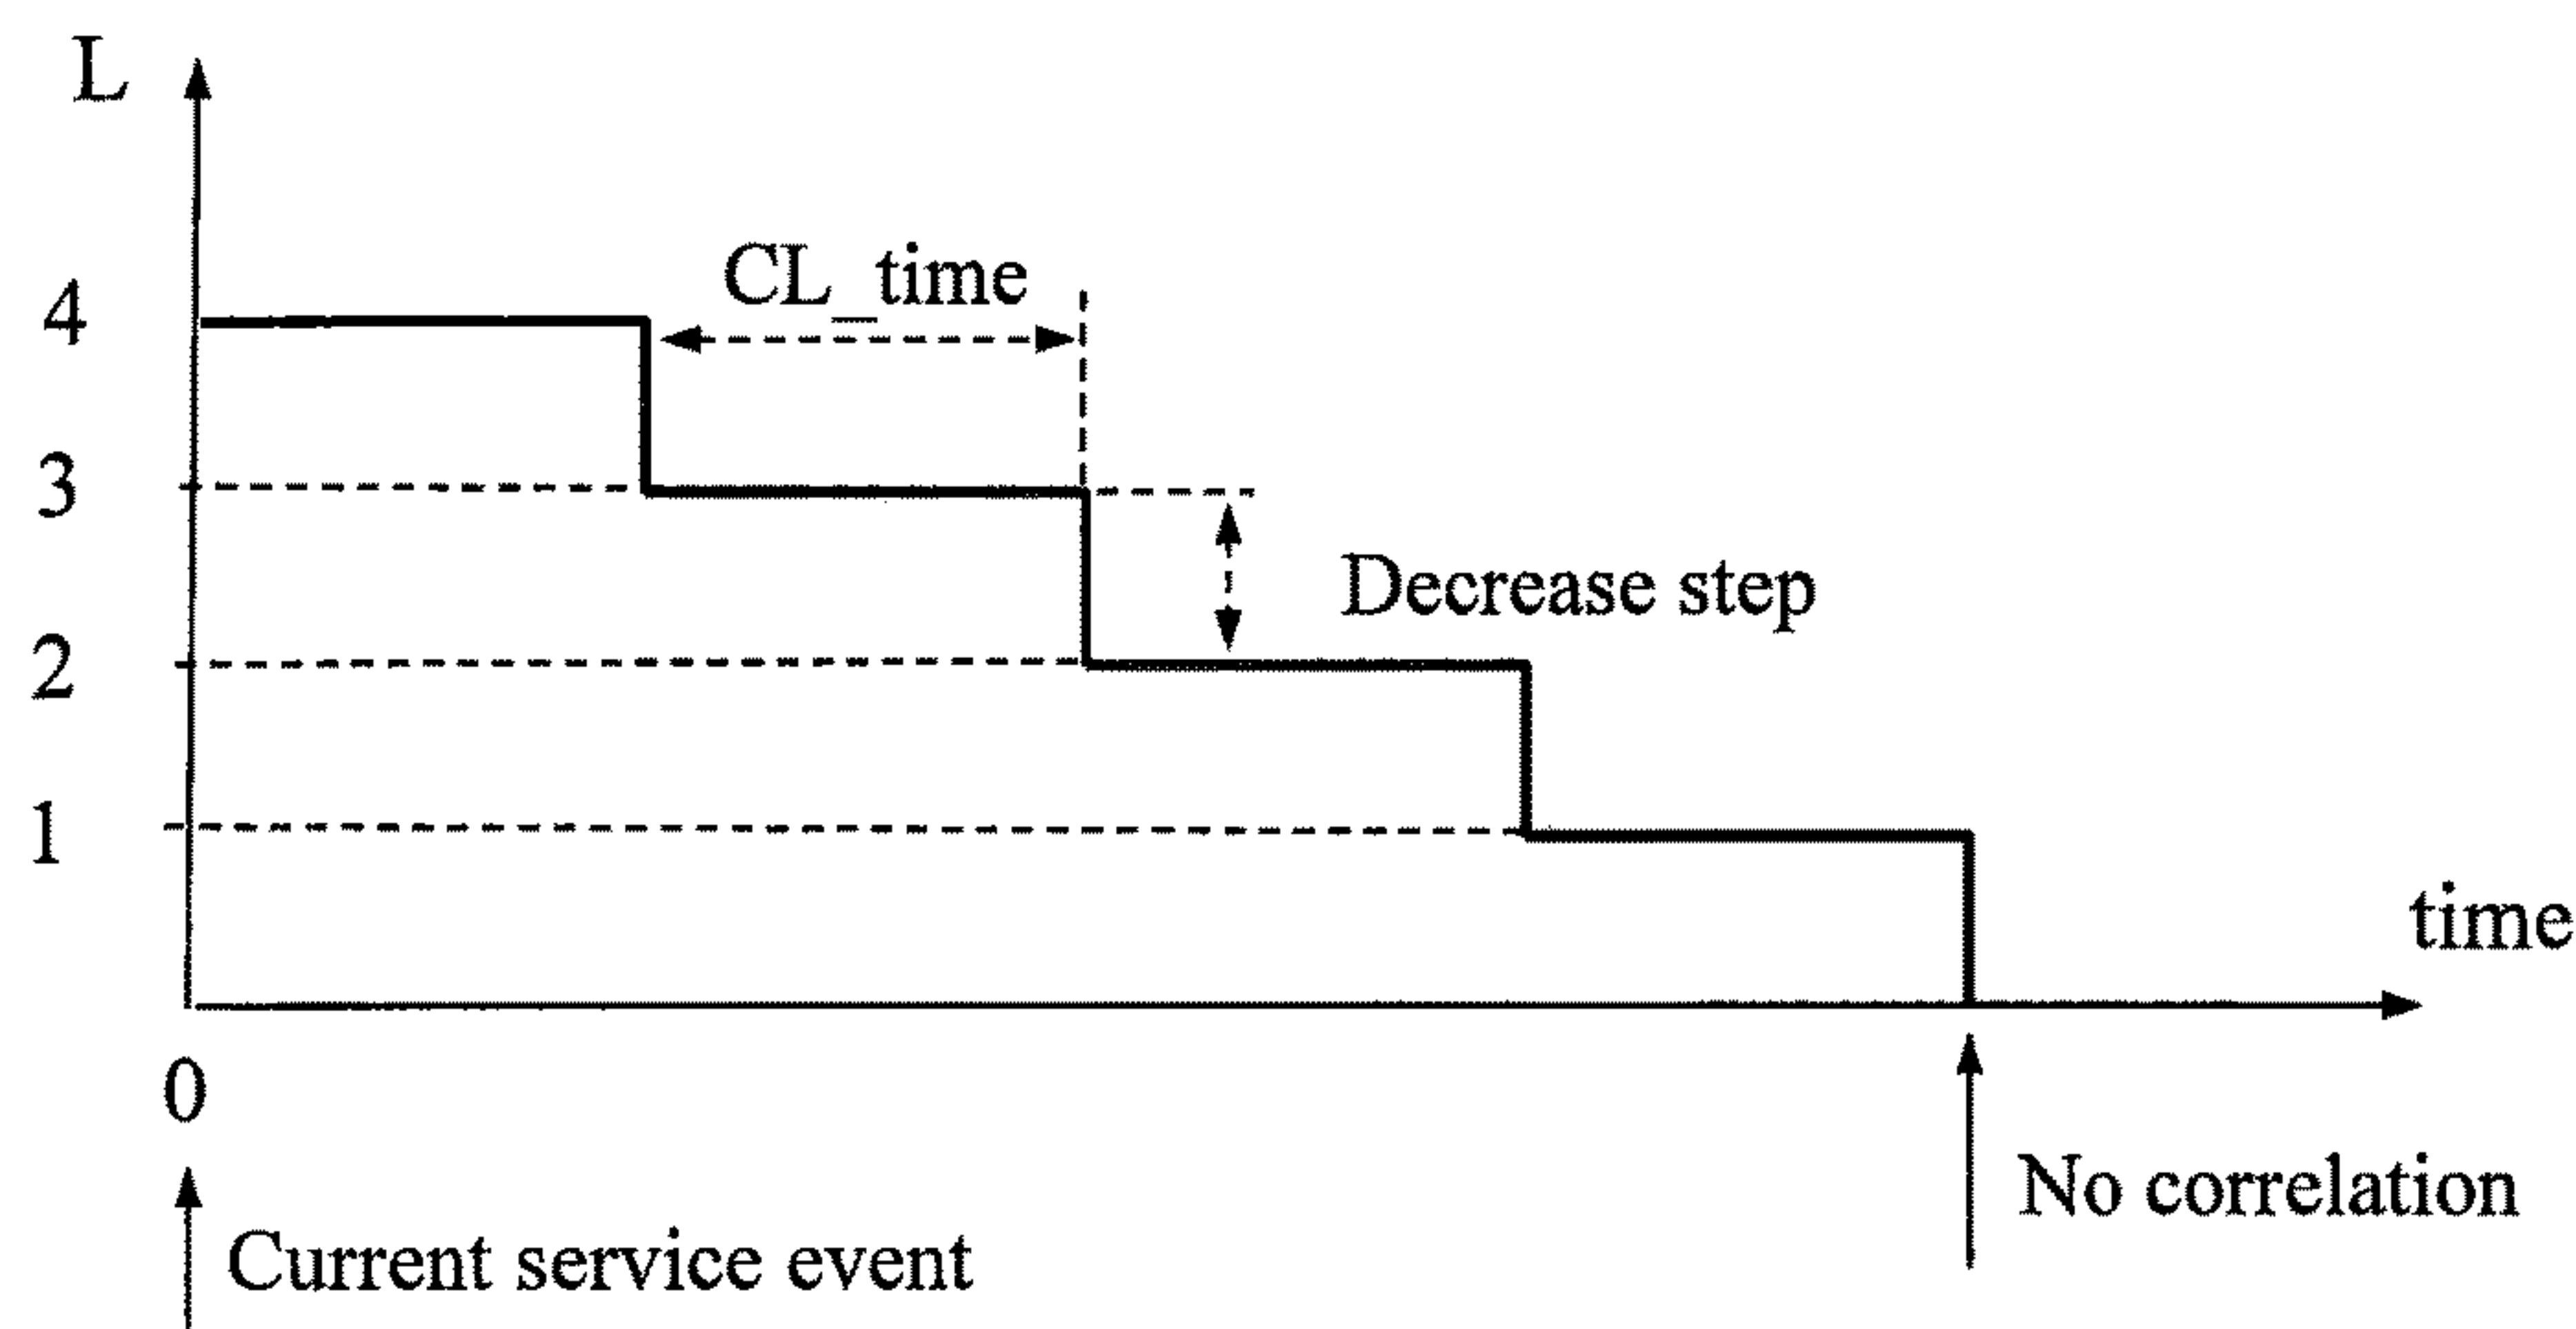 L
4
CL_time
3
Decrease step
2
1
time
0
No correlation
Current service event